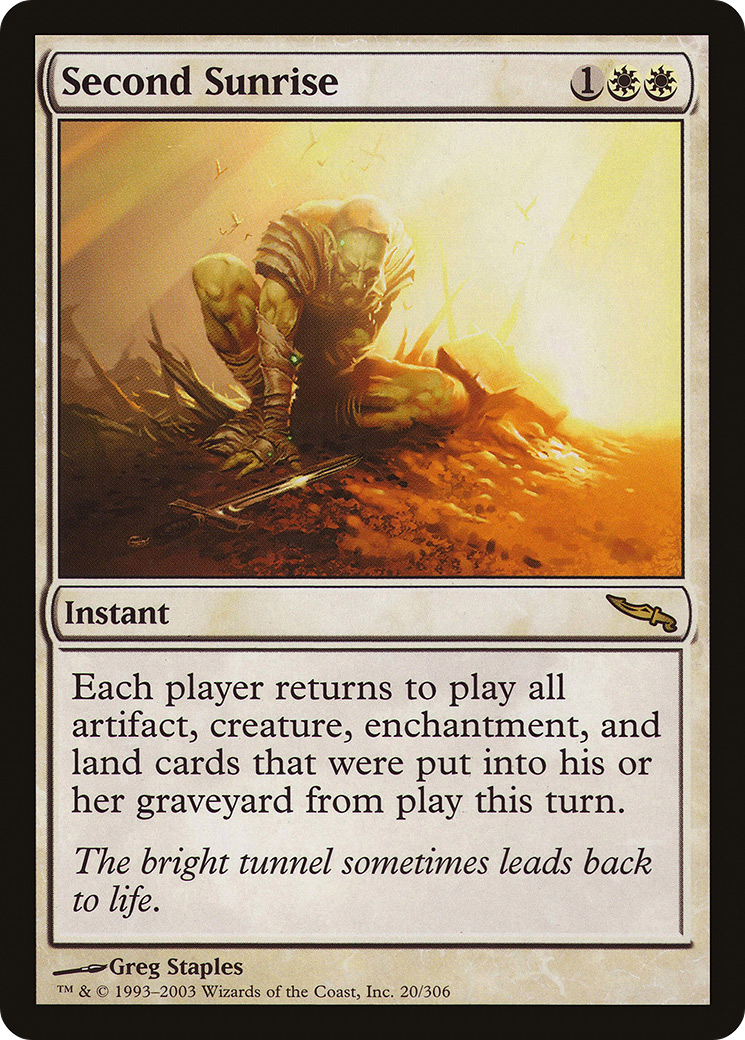 Second Sunrise 1
Instant
Each player returns to play all
artifact, creature, enchantment, and
land cards that were put into his or
her graveyard from play this turn.
The bright tunnel sometimes leads back
to life.
Greg Staples
™ & © 1993–2003 Wizards of the Coast, Inc. 20/306